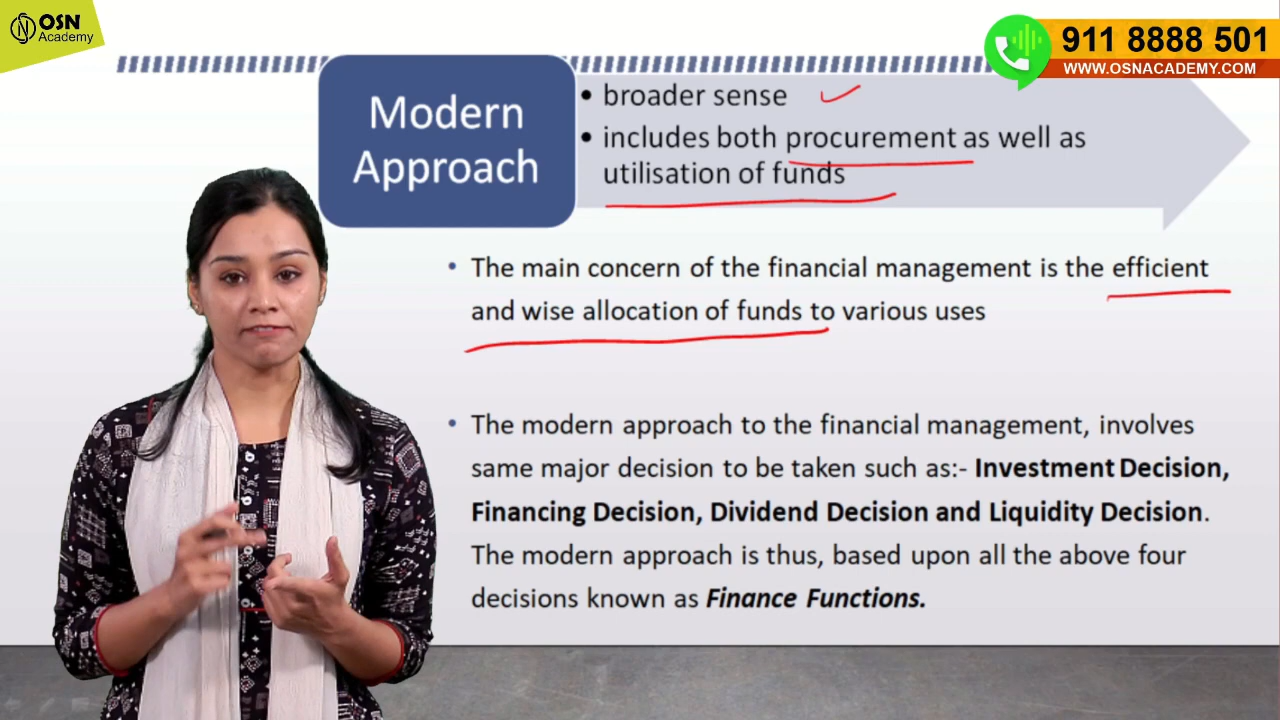 OSN
Academy
911 8888 501
WWW.OSNACADEMY.COM
Modern
Approach
• broader sense
• includes both procurement as well as
utilisation of funds
• The main concern of the financial management is the efficient
and wise allocation of funds to various uses
• The modern approach to the financial management, involves
same major decision to be taken such as:- Investment Decision,
Financing Decision, Dividend Decision and Liquidity Decision.
The modern approach is thus, based upon all the above four
decisions known as Finance Functions.